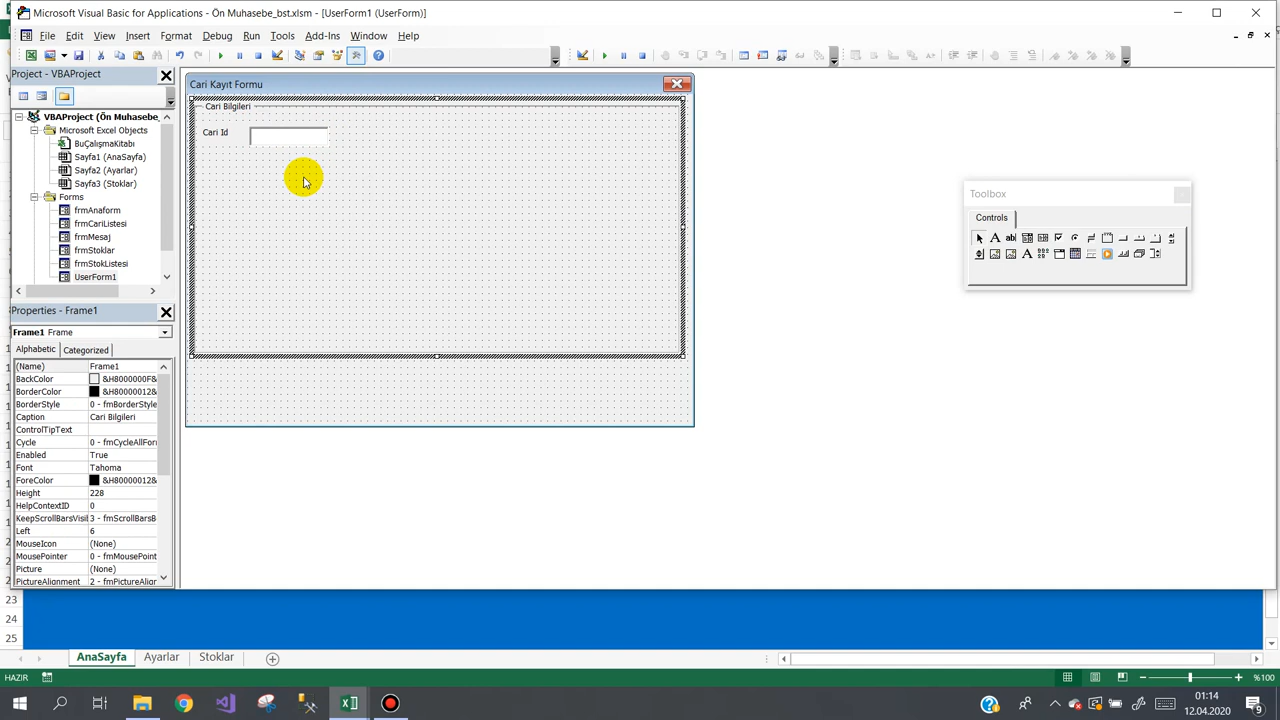 Microsoft Visual Basic for Applications - Ön Muhasebe_bst.xlsm - [UserForm1 (UserForm)]
File Edit View Insert Format Debug Run Tools Add-Ins Window Help
Project - VBAProject
VBAProject (Ön Muhasebe_
Microsoft Excel Objects
BuÇalışmaKitabı
Sayfa1 (AnaSayfa)
Sayfa2 (Ayarlar)
Sayfa3 (Stoklar)
Forms
frmAnaform
frmCariListesi
frmMesaj
frmStoklar
frmStokListesi
UserForm1
Properties - Frame1
Frame1 Frame
Alphabetic Categorized
(Name) Frame1
BackColor &H8000000F&
BorderColor &H80000012&
BorderStyle 0 - fmBorderStyle
Caption Cari Bilgileri
ControlTipText
Cycle 0 - fmCycleAllForm
Enabled True
Font Tahoma
ForeColor &H80000012&
Height 228
HelpContextID 0
KeepScrollBarsVisib 3 - fmScrollBarsB
Left 6
MouseIcon (None)
MousePointer 0 - fmMousePoint
Picture (None)
PictureAlignment 2 - fmPictureAlign
Cari Kayıt Formu
Cari Bilgileri
Cari Id
Toolbox
Controls
23
24
25
AnaSayfa Ayarlar Stoklar
HAZIR
%100
01:14
12.04.2020